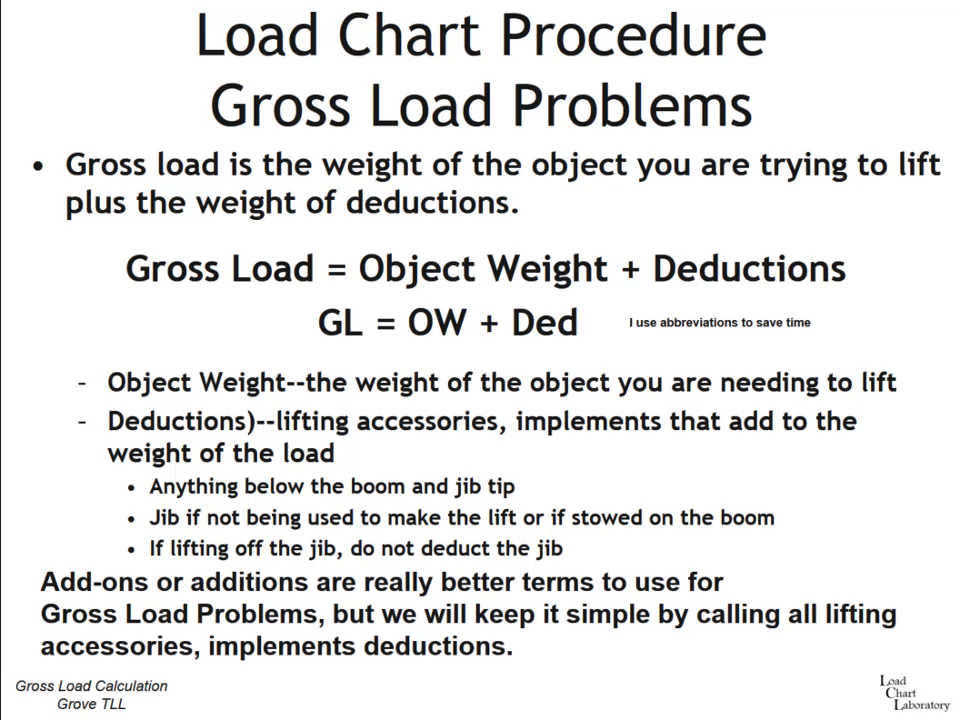 Load Chart Procedure
Gross Load Problems
• Gross load is the weight of the object you are trying to lift
plus the weight of deductions.
Gross Load = Object Weight + Deductions
GL = OW + Ded
I use abbreviations to save time
- Object Weight--the weight of the object you are needing to lift
- Deductions)--lifting accessories, implements that add to the
weight of the load
• Anything below the boom and jib tip
• Jib if not being used to make the lift or if stowed on the boom
• If lifting off the jib, do not deduct the jib
Add-ons or additions are really better terms to use for
Gross Load Problems, but we will keep it simple by calling all lifting
accessories, implements deductions.
Gross Load Calculation
Grove TLL
Load
Chart
Laboratory